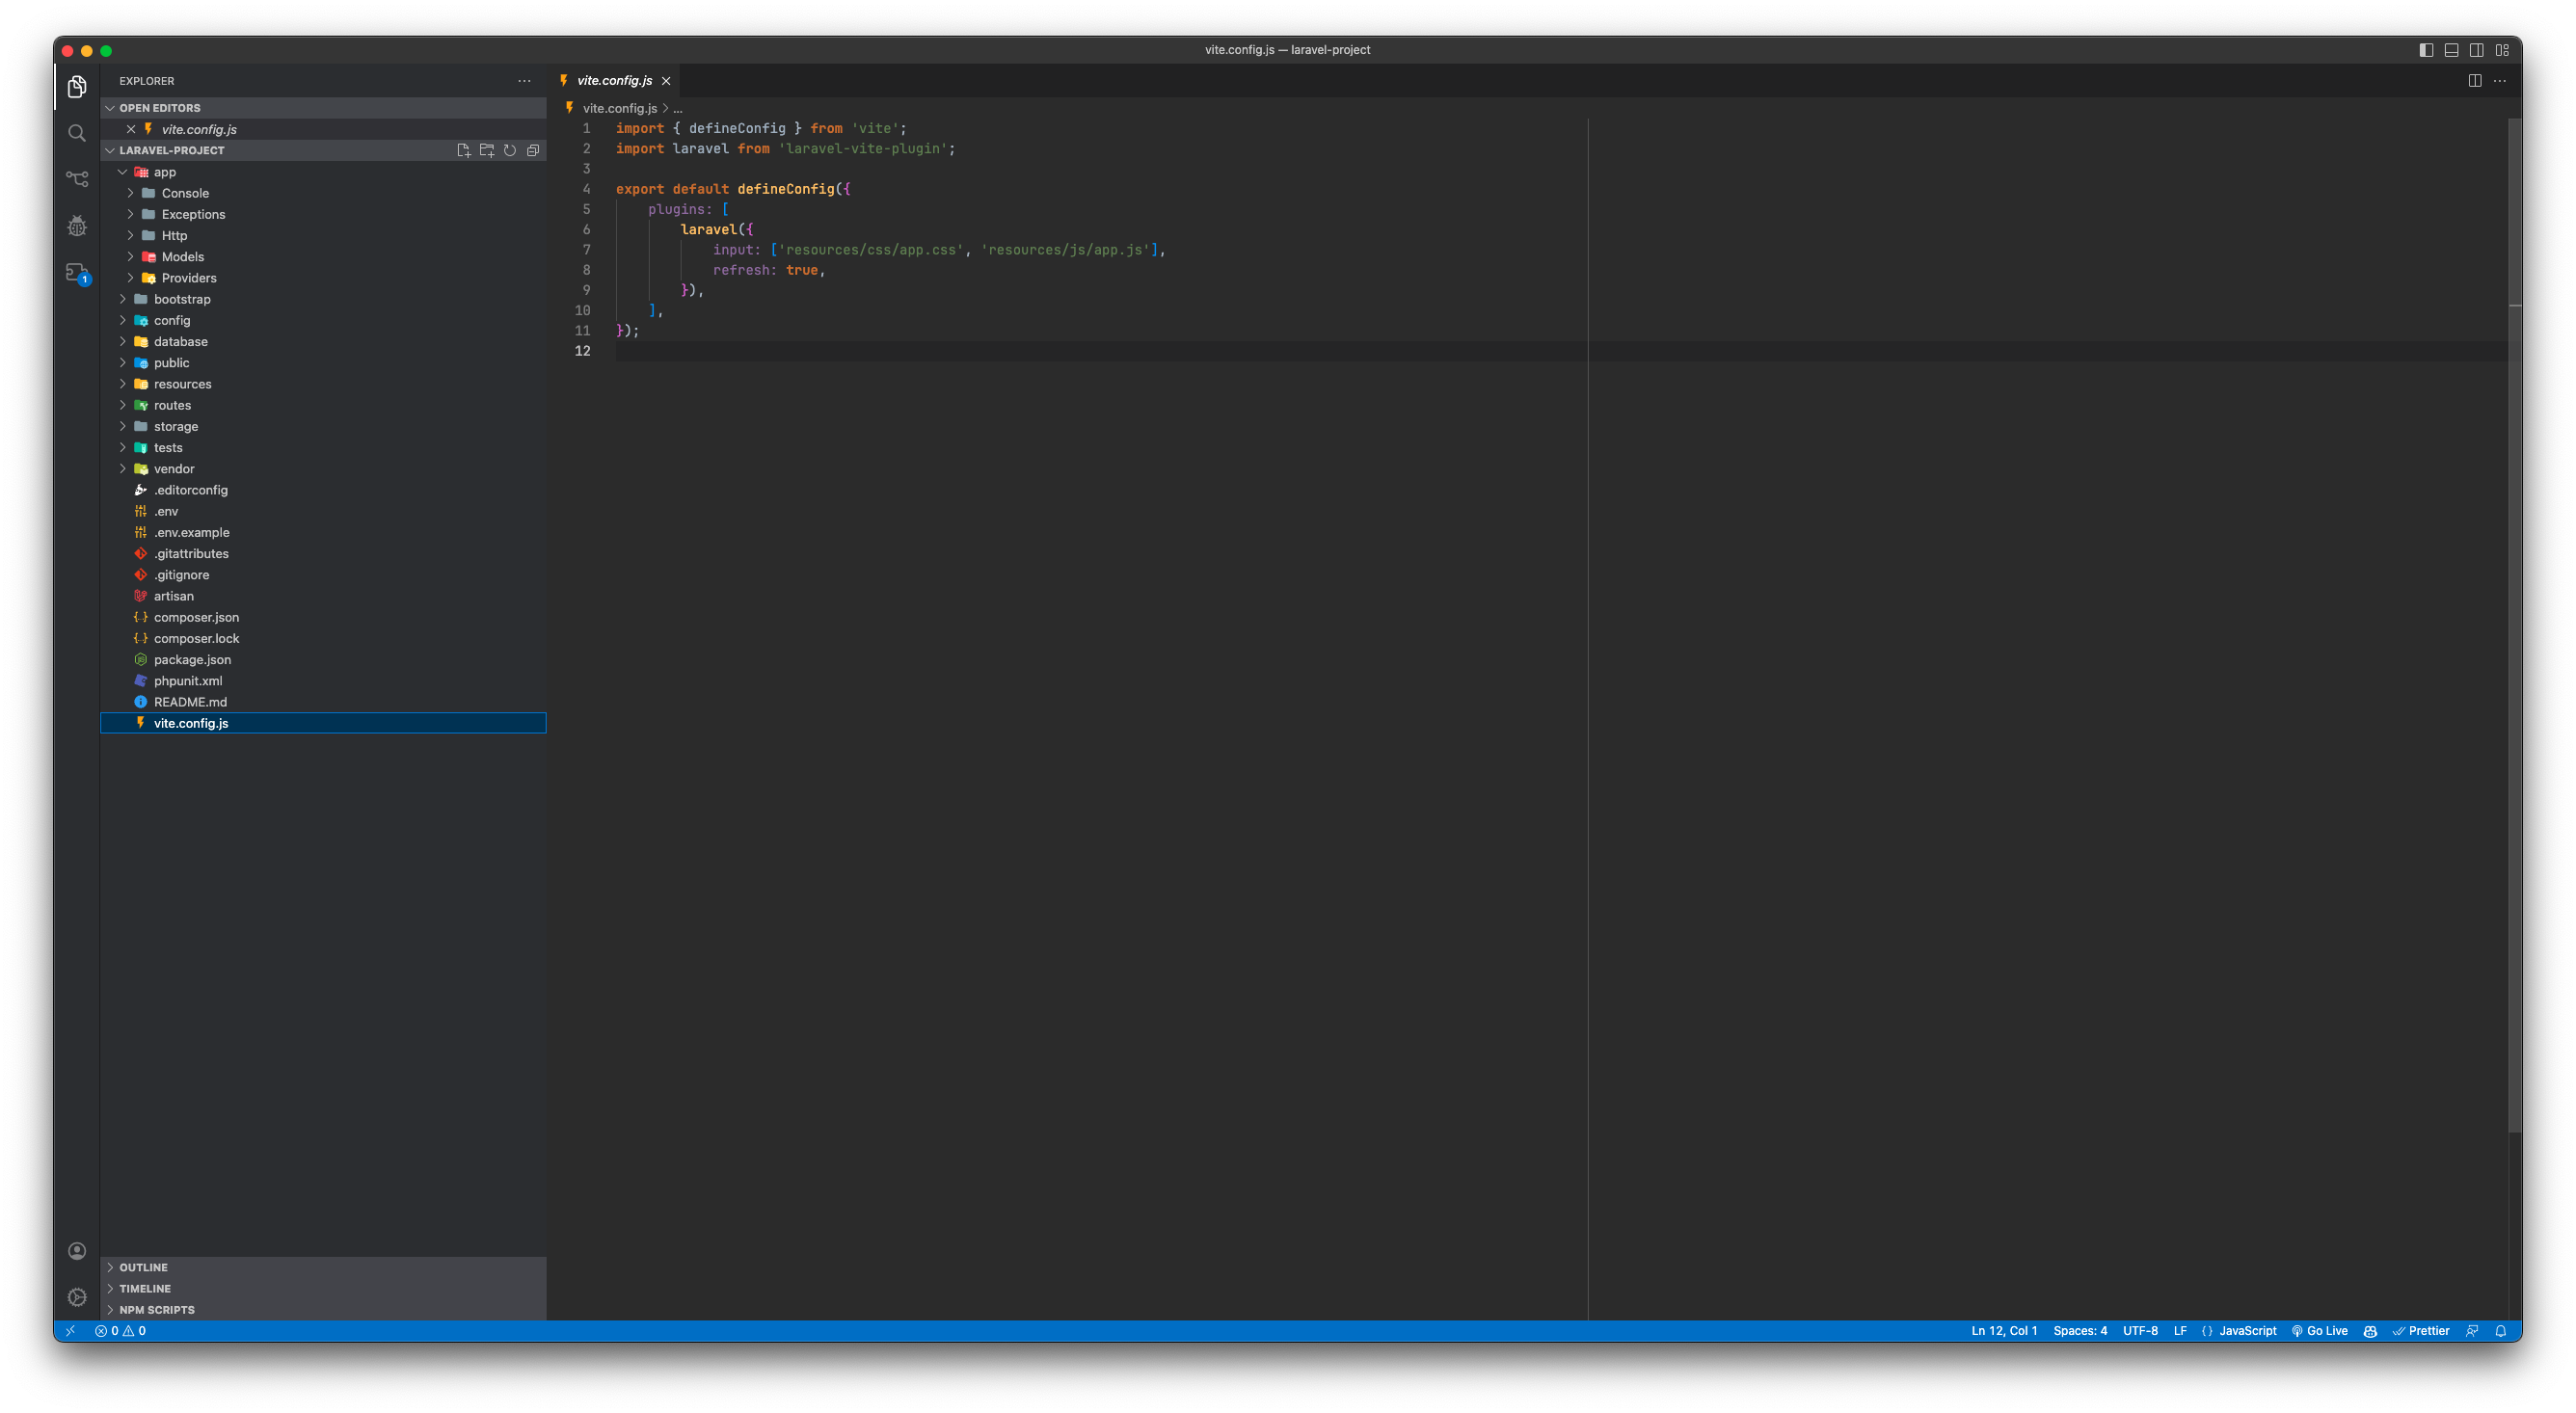 vite.config.js — laravel-project
EXPLORER
OPEN EDITORS
vite.config.js
LARAVEL-PROJECT
app
Console
Exceptions
Http
Models
Providers
bootstrap
config
database
public
resources
routes
storage
tests
vendor
.editorconfig
.env
.env.example
.gitattributes
.gitignore
artisan
composer.json
composer.lock
package.json
phpunit.xml
README.md
vite.config.js
OUTLINE
TIMELINE
NPM SCRIPTS
1
vite.config.js
vite.config.js > ...
1 import { defineConfig } from 'vite';
2 import laravel from 'laravel-vite-plugin';
3
4 export default defineConfig({
5     plugins: [
6         laravel({
7             input: ['resources/css/app.css', 'resources/js/app.js'],
8             refresh: true,
9         }),
10     ],
11 });
12
0 0 Ln 12, Col 1 Spaces: 4 UTF-8 LF {} JavaScript Go Live Prettier